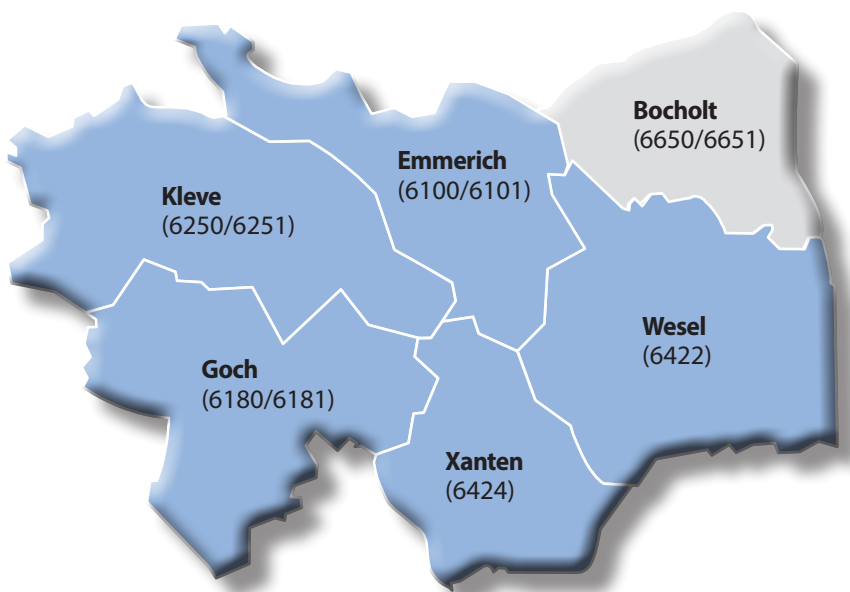 Bocholt
(6650/6651)
Emmerich
(6100/6101)
Kleve
(6250/6251)
Wesel
(6422)
Goch
(6180/6181)
Xanten
(6424)